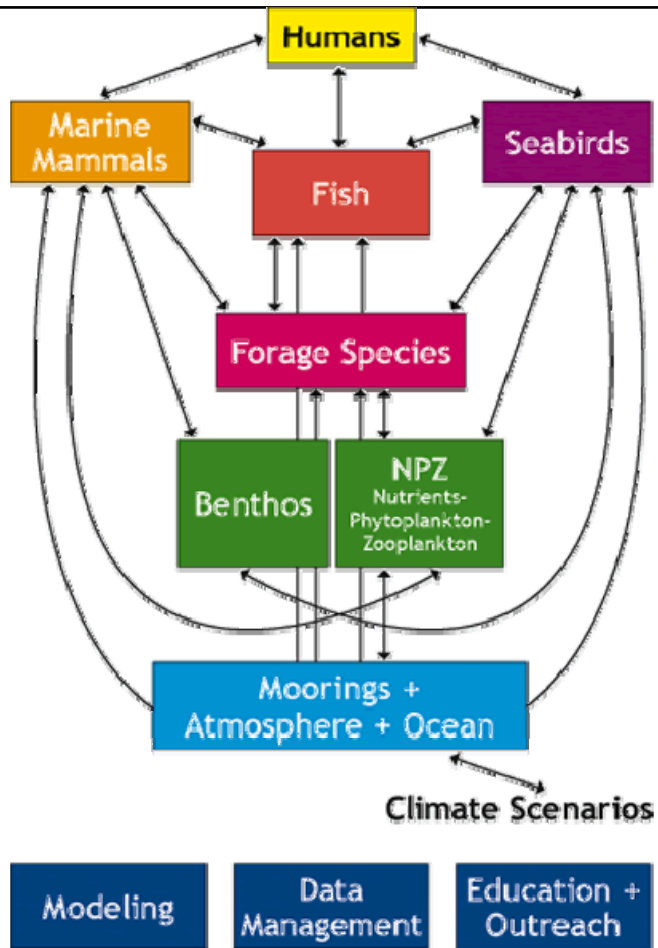 Humans
Marine
Mammals
Seabirds
Fish
Forage Species
Benthos
NPZ
Nutrients-
Phytoplankton-
Zooplankton
Moorings +
Atmosphere + Ocean
Climate Scenarios
Modeling
Data
Management
Education +
Outreach